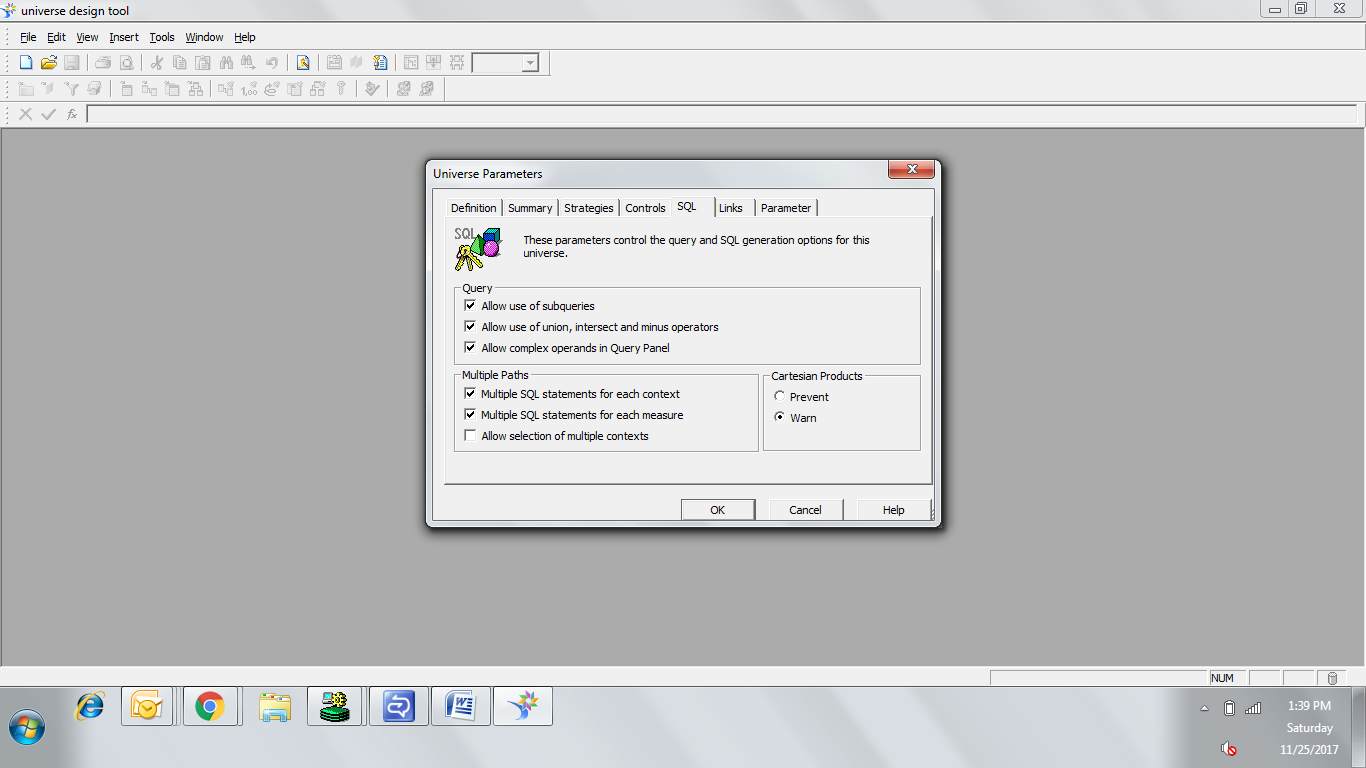 universe design tool
File Edit View Insert Tools Window Help
Universe Parameters
Definition Summary Strategies Controls SQL Links Parameter
SQL
These parameters control the query and SQL generation options for this
universe.
Query
Allow use of subqueries
Allow use of union, intersect and minus operators
Allow complex operands in Query Panel
Multiple Paths
Multiple SQL statements for each context
Multiple SQL statements for each measure
Allow selection of multiple contexts
Cartesian Products
Prevent
Warn
OK Cancel Help
NUM
1:39 PM
Saturday
11/25/2017